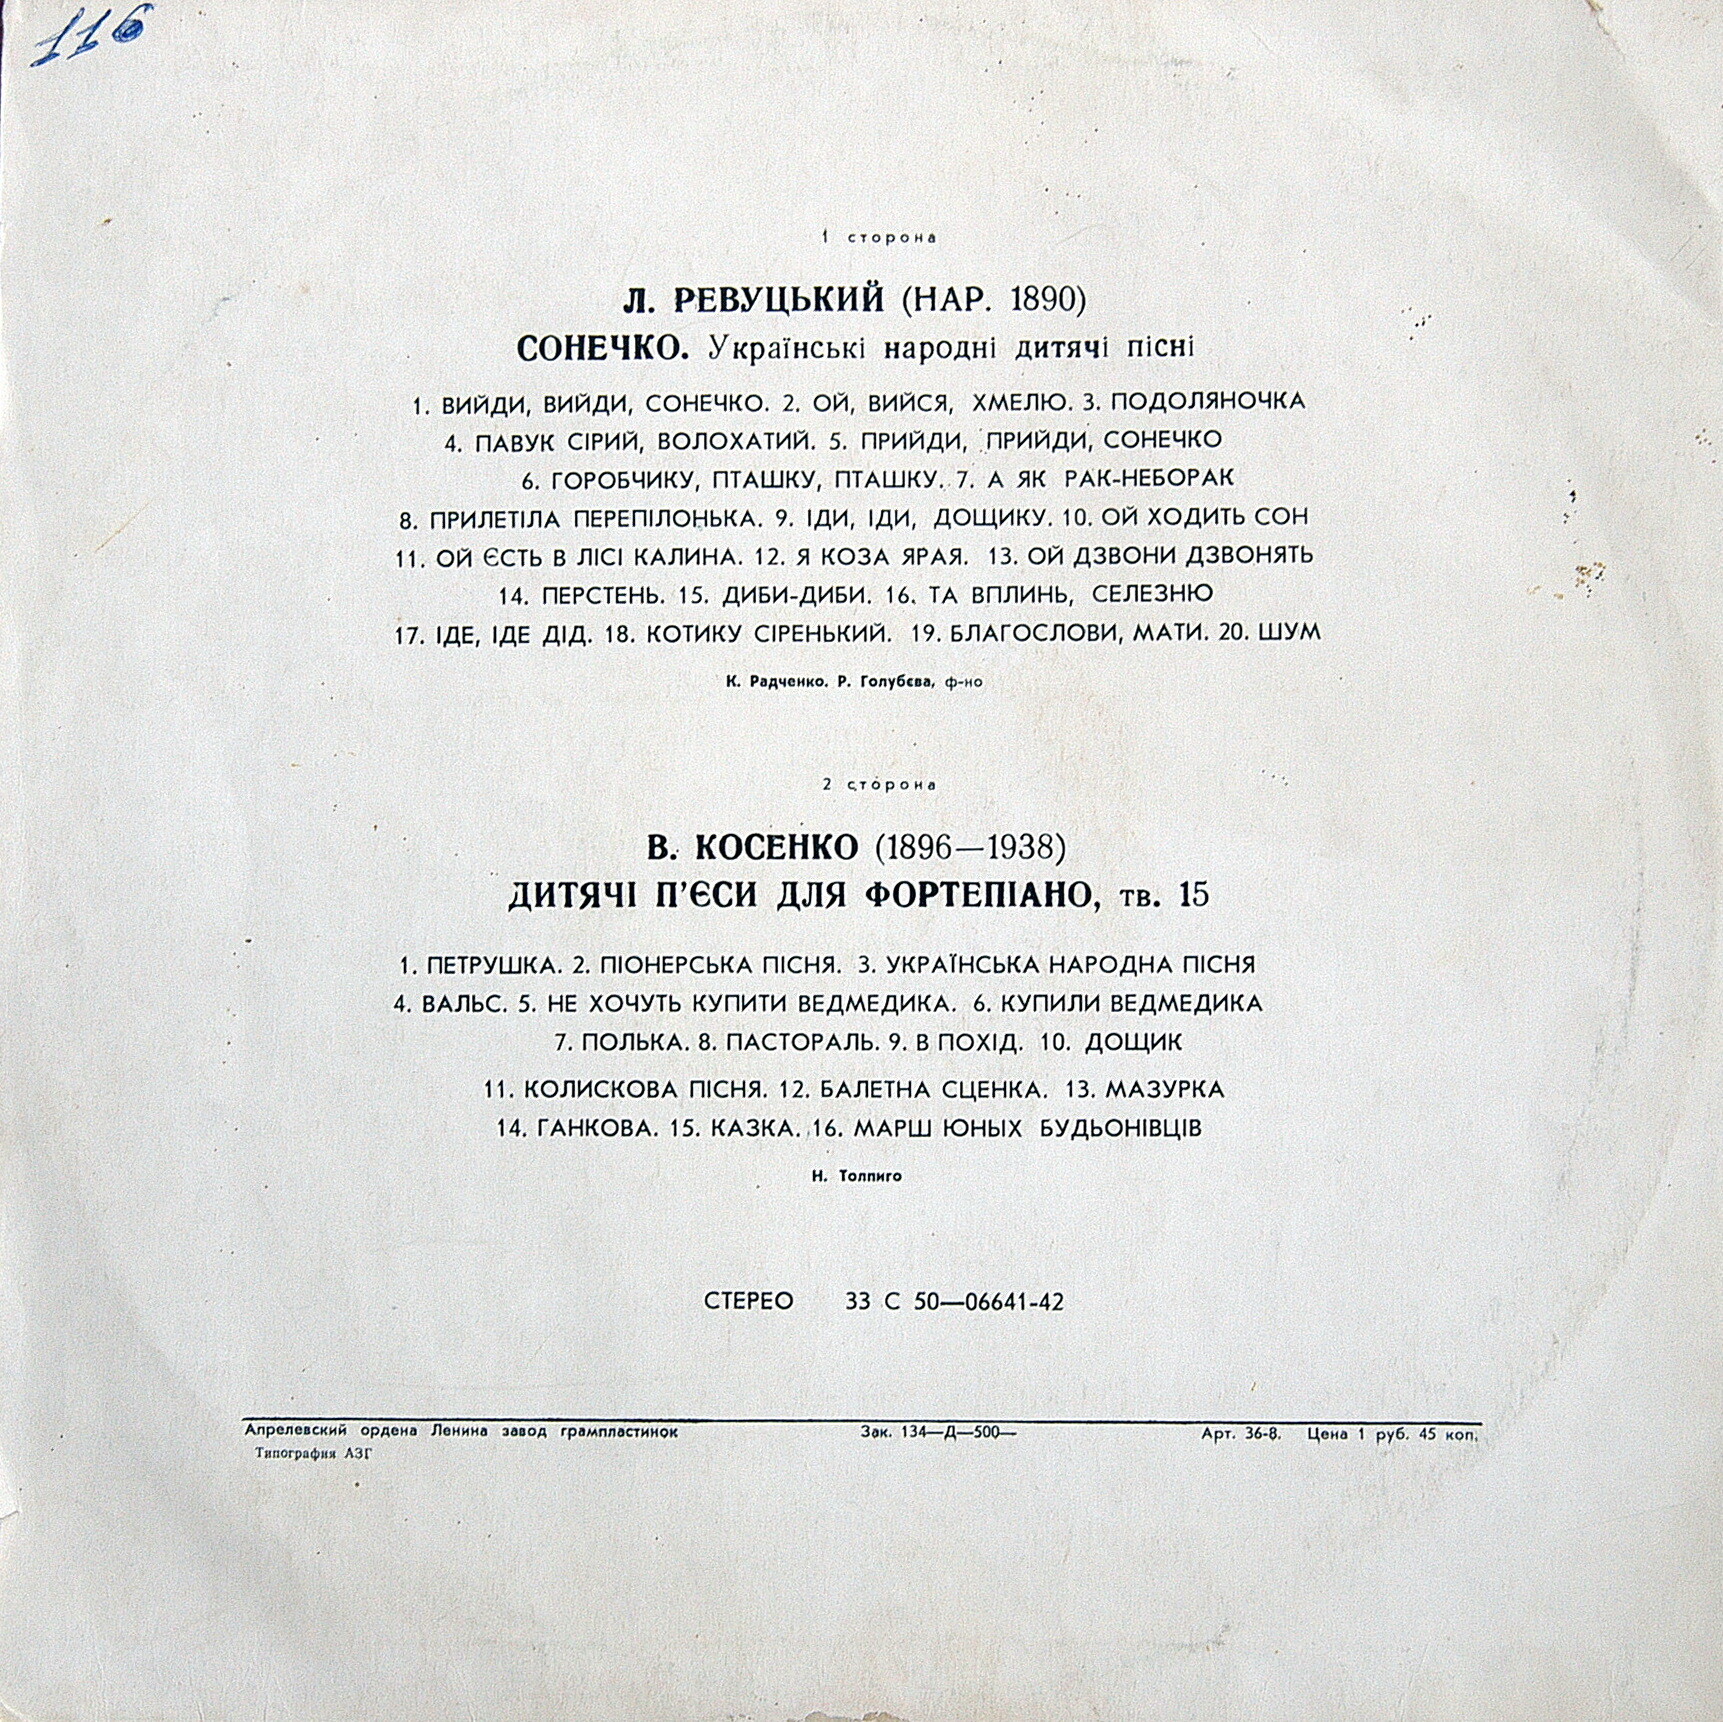 116
1 сторона
Л. РЕВУЦЬКИЙ (НАР. 1890)
СОНЕЧКО. Українські народні дитячі пісні
1. ВИЙДИ, ВИЙДИ, СОНЕЧКО. 2. ОЙ, ВИЙСЯ, ХМЕЛЮ. 3. ПОДОЛЯНОЧКА
4. ПАВУК СІРИЙ, ВОЛОХАТИЙ. 5. ПРИЙДИ, ПРИЙДИ, СОНЕЧКО
6. ГОРОБЧИКУ, ПТАШКУ, ПТАШКУ. 7. А ЯК РАК-НЕБОРАК
8. ПРИЛЕТІЛА ПЕРЕПІЛОНЬКА. 9. ІДИ, ІДИ, ДОЩИКУ. 10. ОЙ ХОДИТЬ СОН
11. ОЙ ЄСТЬ В ЛІСІ КАЛИНА. 12. Я КОЗА ЯРАЯ. 13. ОЙ ДЗВОНИ ДЗВОНЯТЬ
14. ПЕРСТЕНЬ. 15. ДИБИ-ДИБИ. 16. ТА ВПЛИНЬ, СЕЛЕЗНЮ
17. ІДЕ, ІДЕ ДІД. 18. КОТИКУ СІРЕНЬКИЙ. 19. БЛАГОСЛОВИ, МАТИ. 20. ШУМ
К. Радченко. Р. Голубєва, ф-но
2 сторона
В. КОСЕНКО (1896—1938)
ДИТЯЧІ П'ЄСИ ДЛЯ ФОРТЕПІАНО, тв. 15
1. ПЕТРУШКА. 2. ПІОНЕРСЬКА ПІСНЯ. 3. УКРАЇНСЬКА НАРОДНА ПІСНЯ
4. ВАЛЬС. 5. НЕ ХОЧУТЬ КУПИТИ ВЕДМЕДИКА. 6. КУПИЛИ ВЕДМЕДИКА
7. ПОЛЬКА. 8. ПАСТОРАЛЬ. 9. В ПОХІД. 10. ДОЩИК
11. КОЛИСКОВА ПІСНЯ. 12. БАЛЕТНА СЦЕНКА. 13. МАЗУРКА
14. ГАНКОВА. 15. КАЗКА. 16. МАРШ ЮНЫХ БУДЬОНІВЦІВ
Н. Толпиго
СТЕРЕО 33 С 50—06641-42
Апрелевский ордена Ленина завод грампластинок Зак. 134—Д—500— Арт. 36-8. Цена 1 руб. 45 коп.
Типография АЗГ